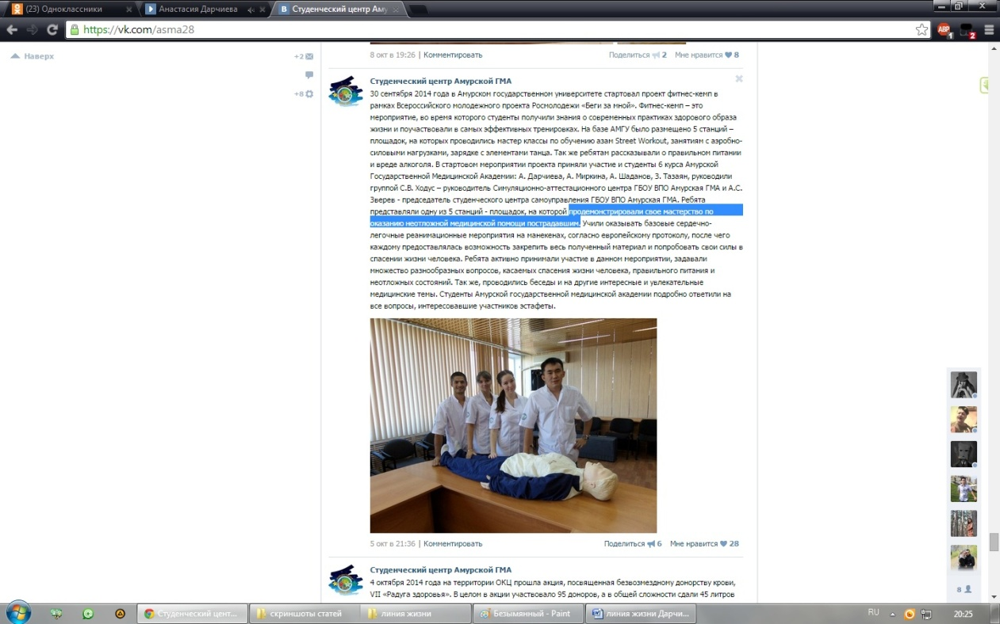 (23) Одноклассники
Анастасия Дарчиева
Студенческий центр Аму
https://vk.com/asma28
ABP
1
2
Наверх
+2
+8
8 окт в 19:26 | Комментировать
Поделиться 2 Мне нравится 8
Студенческий центр Амурской ГМА
30 сентября 2014 года в Амурском государственном университете стартовал проект фитнес-кемп в
рамках Всероссийского молодежного проекта Росмолодежи «Беги за мной». Фитнес-кемп – это
мероприятие, во время которого студенты получили знания о современных практиках здорового образа
жизни и поучаствовали в самых эффективных тренировках. На базе АМГУ было размещено 5 станций –
площадок, на которых проводились мастер классы по обучению азам Street Workout, занятиям с аэробно-
силовыми нагрузками, зарядке с элементами танца. Так же ребятам рассказывали о правильном питании
и вреде алкоголя. В стартовом мероприятии проекта приняли участие и студенты 6 курса Амурской
Государственной Медицинской Академии: А. Дарчиева, А. Миркина, А. Шаданов, З. Тазаян, руководили
группой С.В. Ходус – руководитель Симуляционно-аттестационного центра ГБОУ ВПО Амурская ГМА и А.С.
Зверев - председатель студенческого центра самоуправления ГБОУ ВПО Амурская ГМА. Ребята
представляли одну из 5 станций - площадок, на которой продемонстрировали свое мастерство по
оказанию неотложной медицинской помощи пострадавшим. Учили оказывать базовые сердечно-
легочные реанимационные мероприятия на манекенах, согласно европейскому протоколу, после чего
каждому предоставлялась возможность закрепить весь полученный материал и попробовать свои силы в
спасении жизни человека. Ребята активно принимали участие в данном мероприятии, задавали
множество разнообразных вопросов, касаемых спасения жизни человека, правильного питания и
неотложных состояний. Так же, проводились беседы и на другие интересные и увлекательные
медицинские темы. Студенты Амурской государственной медицинской академии подробно ответили на
все вопросы, интересовавшие участников эстафеты.
5 окт в 21:36 | Комментировать
Поделиться 6 Мне нравится 28
Студенческий центр Амурской ГМА
4 октября 2014 года на территории ОКЦ прошла акция, посвященная безвозмездному донорству крови,
VII «Радуга здоровья». В целом в акции участвовало 95 доноров, а в общей сложности сдали 45 литров
8
Студенческий цент...
скриншоты статей
линия жизни
Безымянный - Paint
линия жизни Дарчи...
RU
20:25